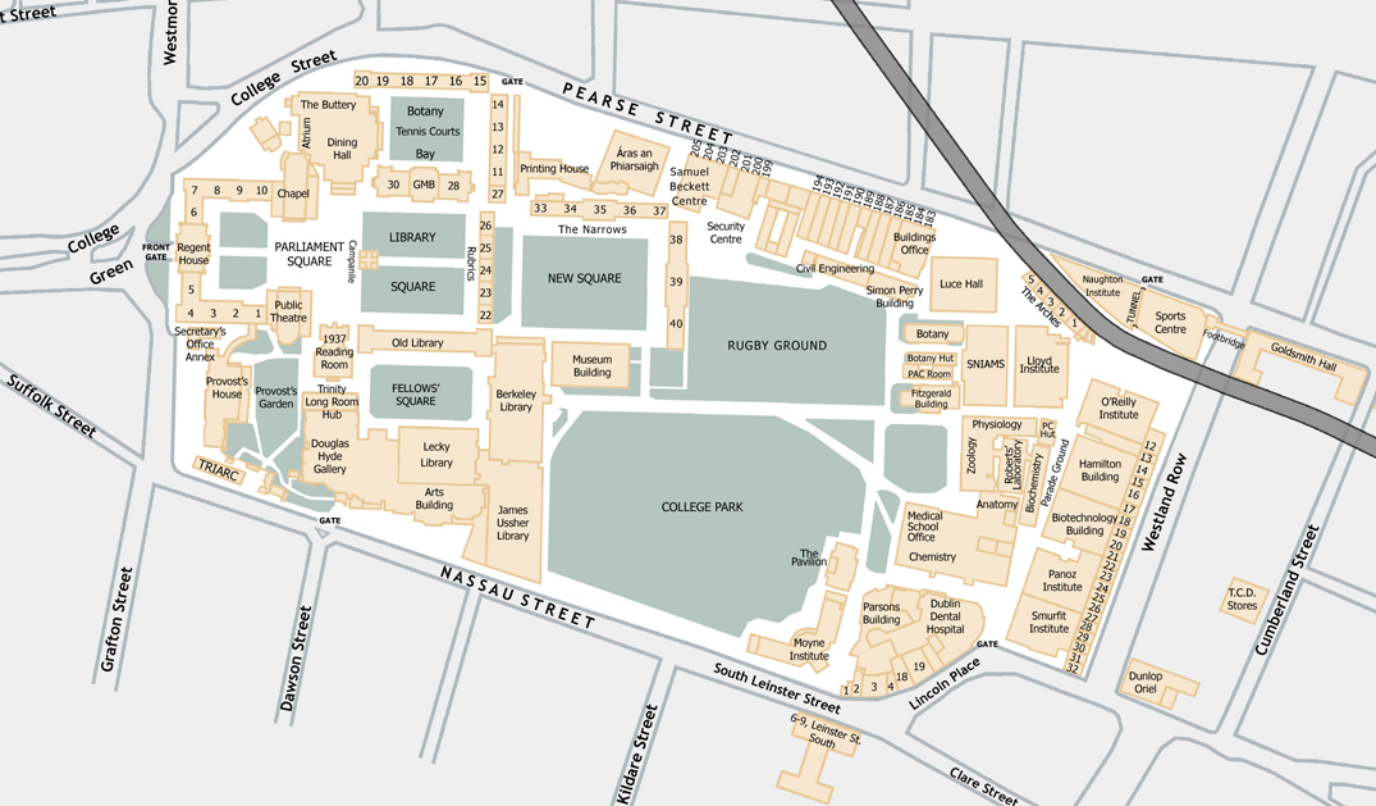 t Street
Westmor
College Street
PEARSE STREET
20 19 18 17 16 15
GATE
The Buttery
Atrium
Dining
Hall
Botany
Tennis Courts
Bay
14
13
12
11
27
Printing House
Áras an
Phiarsaigh
Samuel
Beckett
Centre
205
204
203
202
201
200
199
194
193
192
191
190
189
188
187
186
185
184
183
30 GMB 28
7 8 9 10
Chapel
6
33 34 35 36 37
The Narrows
Security
Centre
Buildings
Office
College
Green
FRONT
GATE
Regent
House
PARLIAMENT
SQUARE
Campanile
LIBRARY
SQUARE
Rubrics
26
25
24
23
22
NEW SQUARE
38
39
40
Civil Engineering
Simon Perry
Building
Luce Hall
5
4
3
2
1
The Arches
Naughton
Institute
GATE
TUNNEL
Sports
Centre
Footbridge
Goldsmith Hall
5
4 3 2 1
Public
Theatre
Secretary's
Office
Annex
1937
Reading
Room
Old Library
Museum
Building
RUGBY GROUND
Botany
Botany Hut
PAC Room
Fitzgerald
Building
SNIAMS
Lloyd
Institute
Provost's
House
Provost's
Garden
Trinity
Long Room
Hub
FELLOWS'
SQUARE
Berkeley
Library
O'Reilly
Institute
Suffolk Street
Douglas
Hyde
Gallery
Lecky
Library
Arts
Building
TRIARC
GATE
James
Ussher
Library
COLLEGE PARK
Physiology
PC
Hut
Zoology
Roberts'
Laboratory
Biochemistry
Parade Ground
Anatomy
Hamilton
Building
Biotechnology
Building
12
13
14
15
16
17
18
19
20
21
22
23
24
25
26
27
28
29
30
31
32
Westland Row
Medical
School
Office
Chemistry
The
Pavilion
Panoz
Institute
Smurfit
Institute
T.C.D.
Stores
Cumberland Street
Parsons
Building
Dublin
Dental
Hospital
Moyne
Institute
GATE
1 2 3 4 18 19
Lincoln Place
Dunlop
Oriel
NASSAU STREET
Grafton Street
Dawson Street
Kildare Street
South Leinster Street
6-9, Leinster St.
South
Clare Street